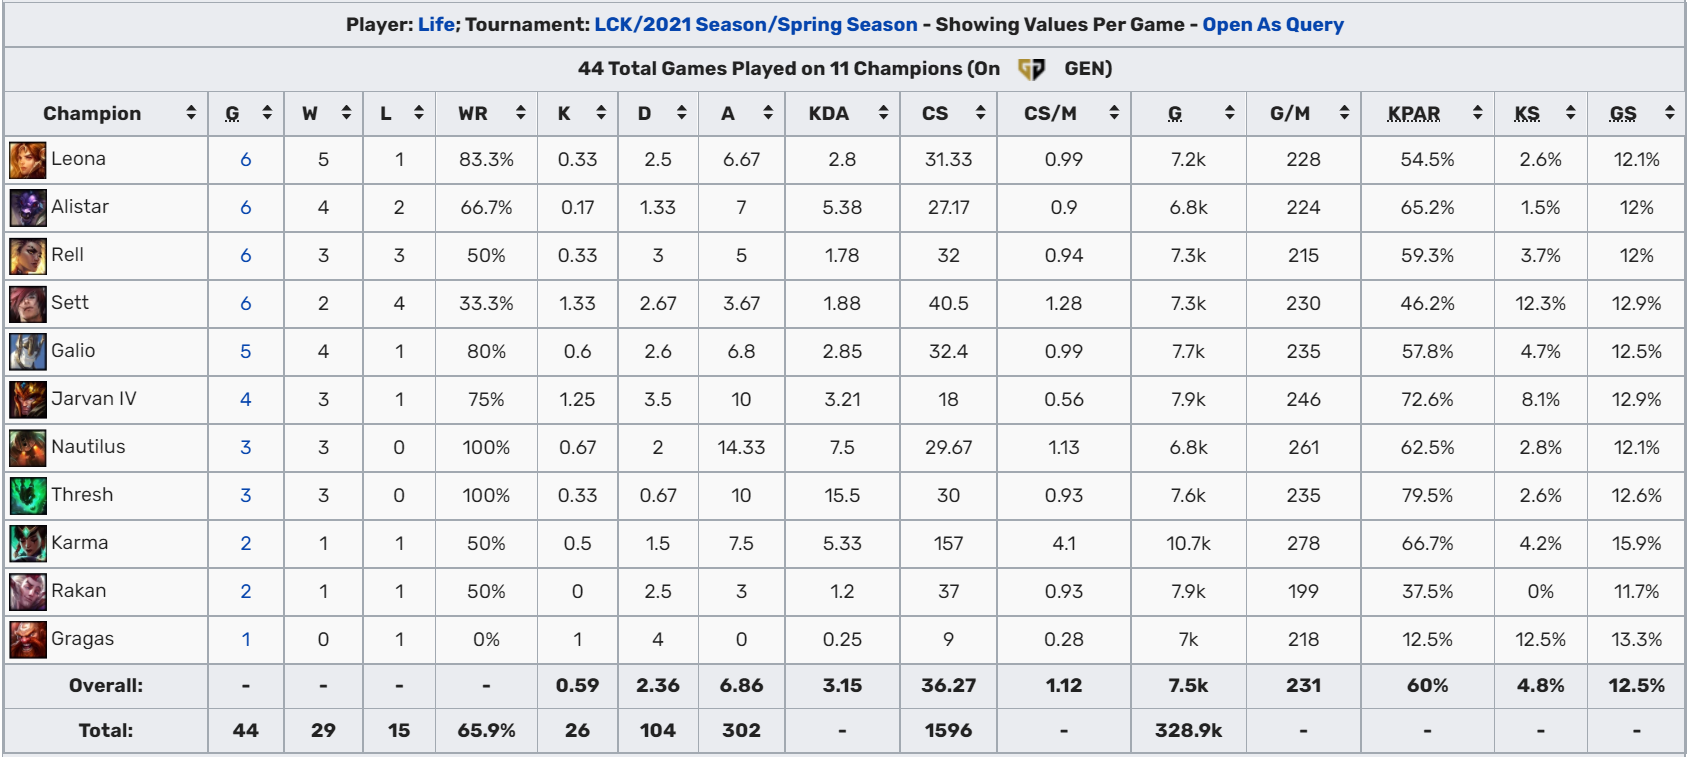 Player: Life; Tournament: LCK/2021 Season/Spring Season - Showing Values Per Game - Open As Query
44 Total Games Played on 11 Champions (On GEN)
Champion G W L WR K D A KDA CS CS/M G G/M KPAR KS GS
Leona 6 5 1 83.3% 0.33 2.5 6.67 2.8 31.33 0.99 7.2k 228 54.5% 2.6% 12.1%
Alistar 6 4 2 66.7% 0.17 1.33 7 5.38 27.17 0.9 6.8k 224 65.2% 1.5% 12%
Rell 6 3 3 50% 0.33 3 5 1.78 32 0.94 7.3k 215 59.3% 3.7% 12%
Sett 6 2 4 33.3% 1.33 2.67 3.67 1.88 40.5 1.28 7.3k 230 46.2% 12.3% 12.9%
Galio 5 4 1 80% 0.6 2.6 6.8 2.85 32.4 0.99 7.7k 235 57.8% 4.7% 12.5%
Jarvan IV 4 3 1 75% 1.25 3.5 10 3.21 18 0.56 7.9k 246 72.6% 8.1% 12.9%
Nautilus 3 3 0 100% 0.67 2 14.33 7.5 29.67 1.13 6.8k 261 62.5% 2.8% 12.1%
Thresh 3 3 0 100% 0.33 0.67 10 15.5 30 0.93 7.6k 235 79.5% 2.6% 12.6%
Karma 2 1 1 50% 0.5 1.5 7.5 5.33 157 4.1 10.7k 278 66.7% 4.2% 15.9%
Rakan 2 1 1 50% 0 2.5 3 1.2 37 0.93 7.9k 199 37.5% 0% 11.7%
Gragas 1 0 1 0% 1 4 0 0.25 9 0.28 7k 218 12.5% 12.5% 13.3%
Overall: - - - - 0.59 2.36 6.86 3.15 36.27 1.12 7.5k 231 60% 4.8% 12.5%
Total: 44 29 15 65.9% 26 104 302 - 1596 - 328.9k - - - -